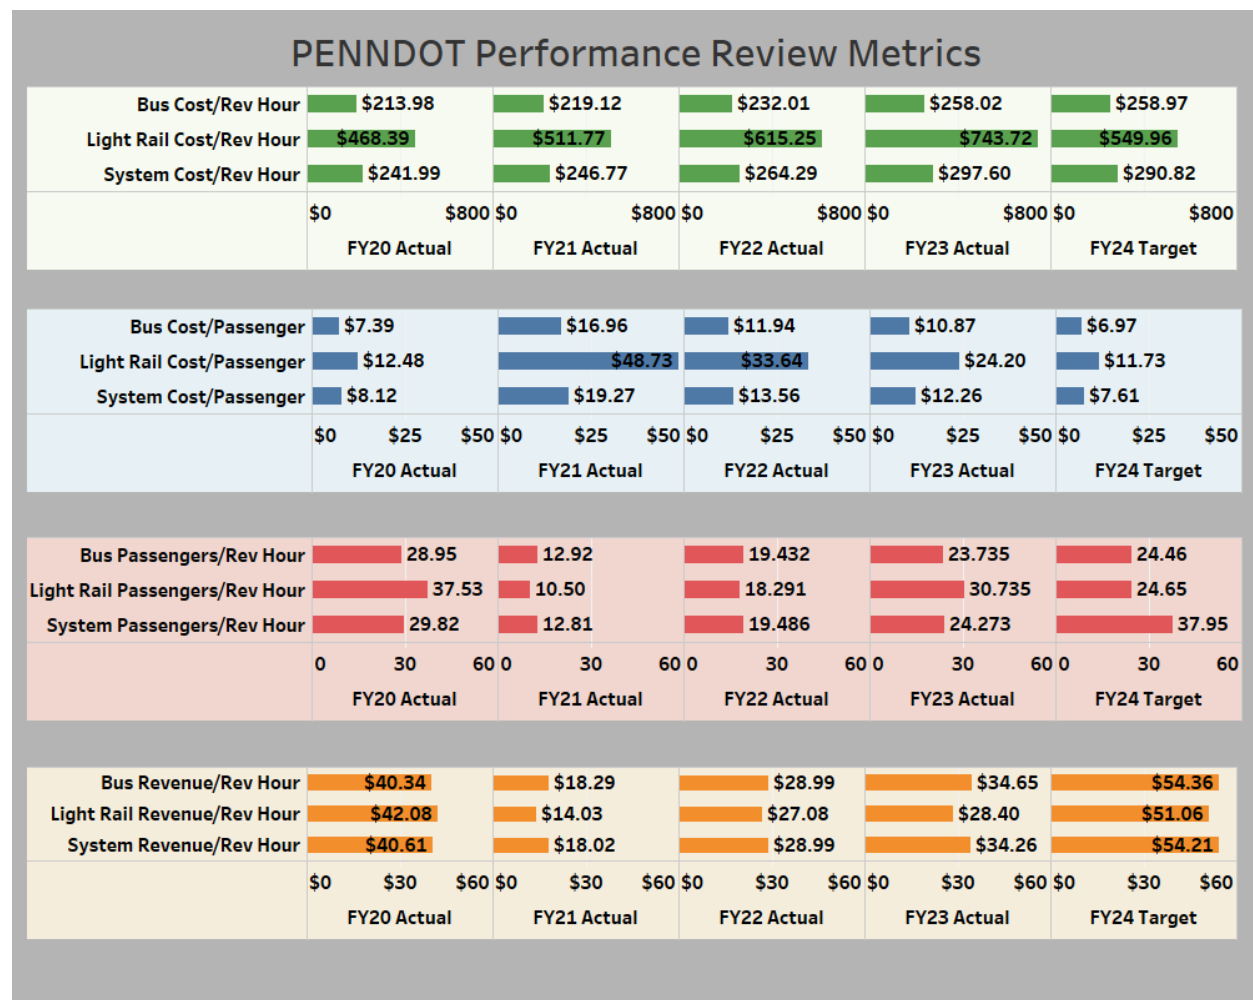 PENNDOT Performance Review Metrics
Bus Cost/Rev Hour $213.98 $219.12 $232.01 $258.02 $258.97
Light Rail Cost/Rev Hour $468.39 $511.77 $615.25 $743.72 $549.96
System Cost/Rev Hour $241.99 $246.77 $264.29 $297.60 $290.82
$0 $800 $0 $800 $0 $800 $0 $800 $0 $800
FY20 Actual FY21 Actual FY22 Actual FY23 Actual FY24 Target
Bus Cost/Passenger $7.39 $16.96 $11.94 $10.87 $6.97
Light Rail Cost/Passenger $12.48 $48.73 $33.64 $24.20 $11.73
System Cost/Passenger $8.12 $19.27 $13.56 $12.26 $7.61
$0 $25 $50 $0 $25 $50 $0 $25 $50 $0 $25 $50 $0 $25 $50
FY20 Actual FY21 Actual FY22 Actual FY23 Actual FY24 Target
Bus Passengers/Rev Hour 28.95 12.92 19.432 23.735 24.46
Light Rail Passengers/Rev Hour 37.53 10.50 18.291 30.735 24.65
System Passengers/Rev Hour 29.82 12.81 19.486 24.273 37.95
0 30 60 0 30 60 0 30 60 0 30 60 0 30 60
FY20 Actual FY21 Actual FY22 Actual FY23 Actual FY24 Target
Bus Revenue/Rev Hour $40.34 $18.29 $28.99 $34.65 $54.36
Light Rail Revenue/Rev Hour $42.08 $14.03 $27.08 $28.40 $51.06
System Revenue/Rev Hour $40.61 $18.02 $28.99 $34.26 $54.21
$0 $30 $60 $0 $30 $60 $0 $30 $60 $0 $30 $60 $0 $30 $60
FY20 Actual FY21 Actual FY22 Actual FY23 Actual FY24 Target